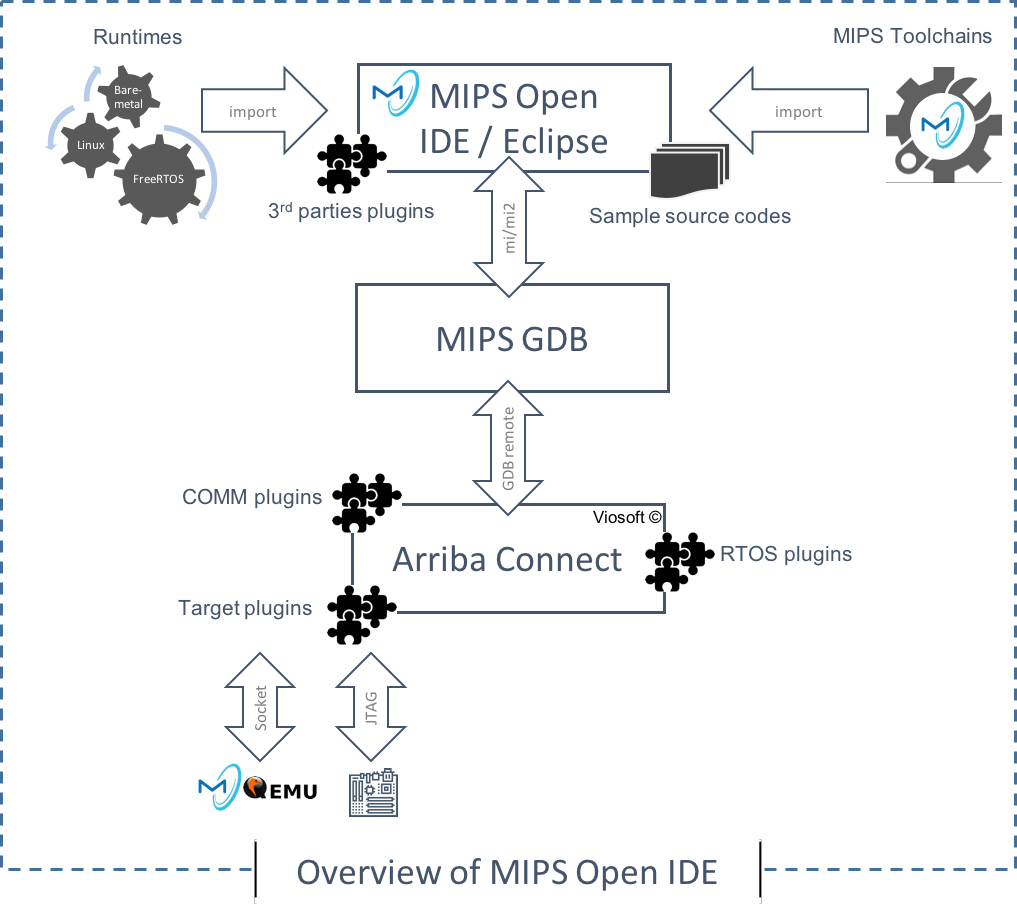 Runtimes
MIPS Toolchains
Bare-
metal
Linux
FreeRTOS
import
MIPS Open
IDE / Eclipse
import
3rd parties plugins
Sample source codes
mi/mi2
MIPS GDB
GDB remote
COMM plugins
Viosoft ©
Arriba Connect
RTOS plugins
Target plugins
Socket
JTAG
QEMU
Overview of MIPS Open IDE